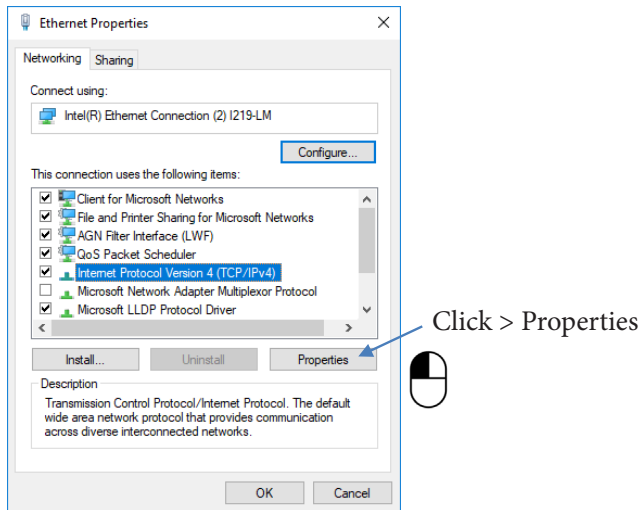 Ethernet Properties
Networking Sharing
Connect using:
Intel(R) Ethernet Connection (2) I219-LM
Configure...
This connection uses the following items:
Client for Microsoft Networks
File and Printer Sharing for Microsoft Networks
AGN Filter Interface (LWF)
QoS Packet Scheduler
Internet Protocol Version 4 (TCP/IPv4)
Microsoft Network Adapter Multiplexor Protocol
Microsoft LLDP Protocol Driver
Click > Properties
Install... Uninstall Properties
Description
Transmission Control Protocol/Internet Protocol. The default
wide area network protocol that provides communication
across diverse interconnected networks.
OK Cancel